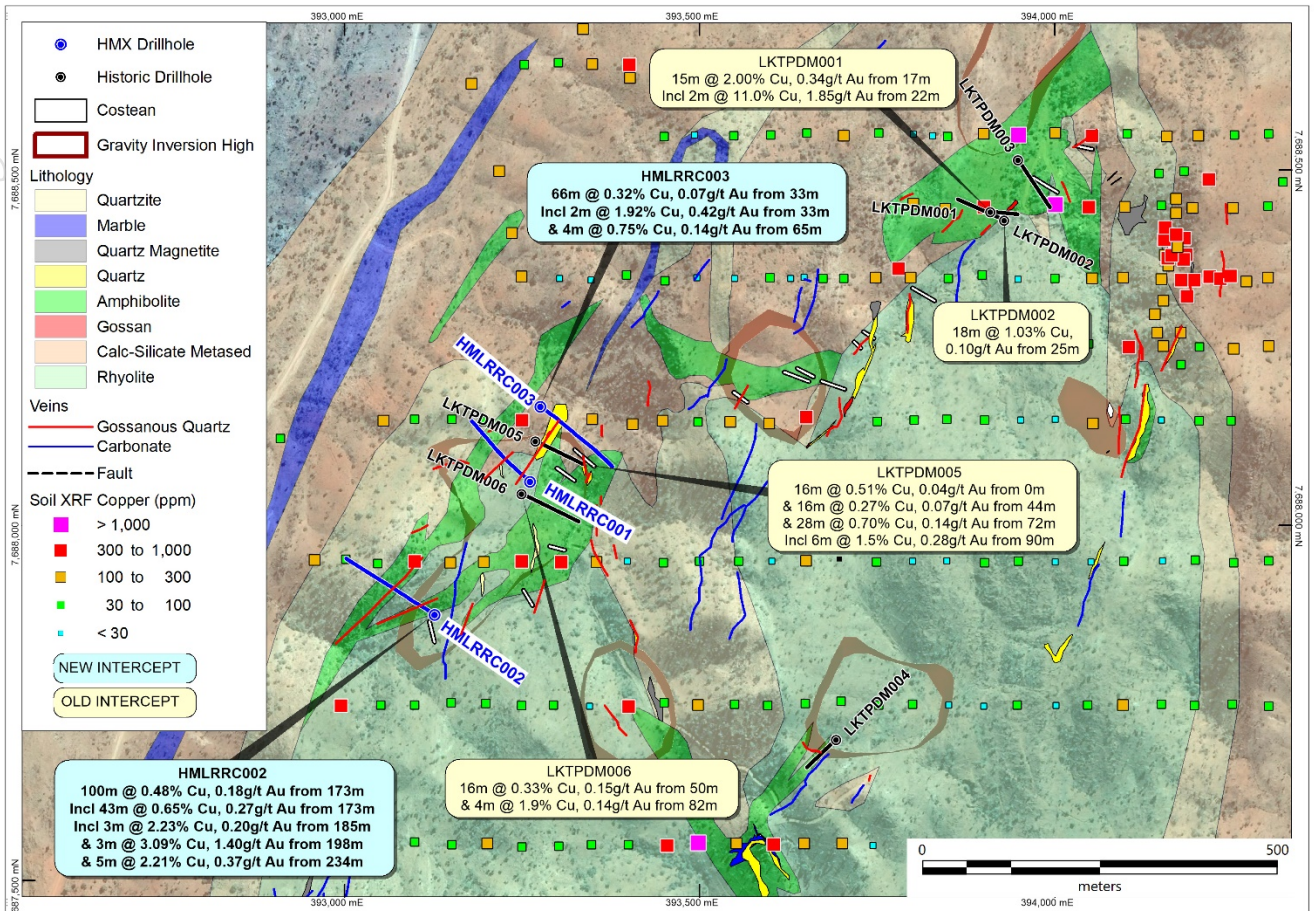 393,000 mE
393,500 mE
394,000 mE
HMX Drillhole
Historic Drillhole
Costean
Gravity Inversion High
Lithology
Quartzite
Marble
Quartz Magnetite
Quartz
Amphibolite
Gossan
Calc-Silicate Metased
Rhyolite
Veins
Gossanous Quartz
Carbonate
Fault
Soil XRF Copper (ppm)
> 1,000
300 to 1,000
100 to 300
30 to 100
< 30
NEW INTERCEPT
OLD INTERCEPT
LKTPDM001
15m @ 2.00% Cu, 0.34g/t Au from 17m
Incl 2m @ 11.0% Cu, 1.85g/t Au from 22m
LKTPDM003
7,688,500 mN
7,688,500 mN
HMLRRC003
66m @ 0.32% Cu, 0.07g/t Au from 33m
Incl 2m @ 1.92% Cu, 0.42g/t Au from 33m
& 4m @ 0.75% Cu, 0.14g/t Au from 65m
LKTPDM001
LKTPDM002
LKTPDM002
18m @ 1.03% Cu,
0.10g/t Au from 25m
HMLRRC003
LKTPDM005
LKTPDM006
HMLRRC001
LKTPDM005
16m @ 0.51% Cu, 0.04g/t Au from 0m
& 16m @ 0.27% Cu, 0.07g/t Au from 44m
& 28m @ 0.70% Cu, 0.14g/t Au from 72m
Incl 6m @ 1.5% Cu, 0.28g/t Au from 90m
7,688,000 mN
7,688,000 mN
HMLRRC002
LKTPDM004
HMLRRC002
100m @ 0.48% Cu, 0.18g/t Au from 173m
Incl 43m @ 0.65% Cu, 0.27g/t Au from 173m
Incl 3m @ 2.23% Cu, 0.20g/t Au from 185m
& 3m @ 3.09% Cu, 1.40g/t Au from 198m
& 5m @ 2.21% Cu, 0.37g/t Au from 234m
LKTPDM006
16m @ 0.33% Cu, 0.15g/t Au from 50m
& 4m @ 1.9% Cu, 0.14g/t Au from 82m
0
500
meters
687,500 mN
393,000 mE
393,500 mE
394,000 mE